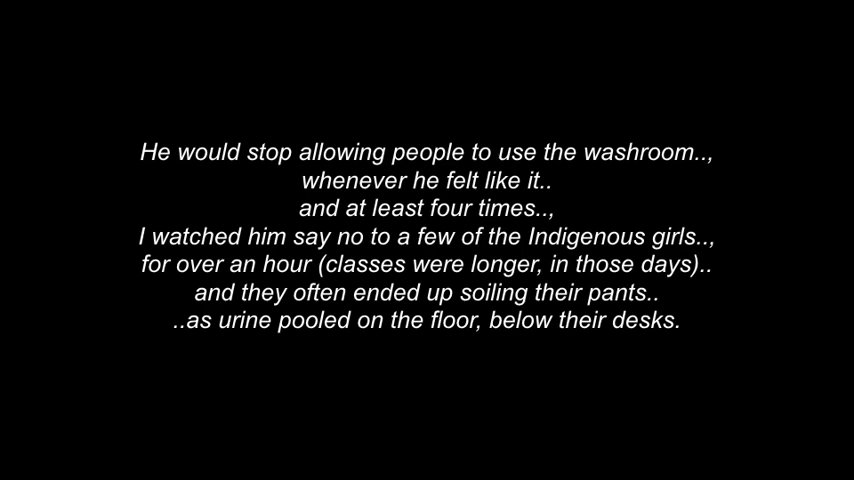 He would stop allowing people to use the washroom..,
whenever he felt like it..
and at least four times..,
I watched him say no to a few of the Indigenous girls..,
for over an hour (classes were longer, in those days)..
and they often ended up soiling their pants..
..as urine pooled on the floor, below their desks.